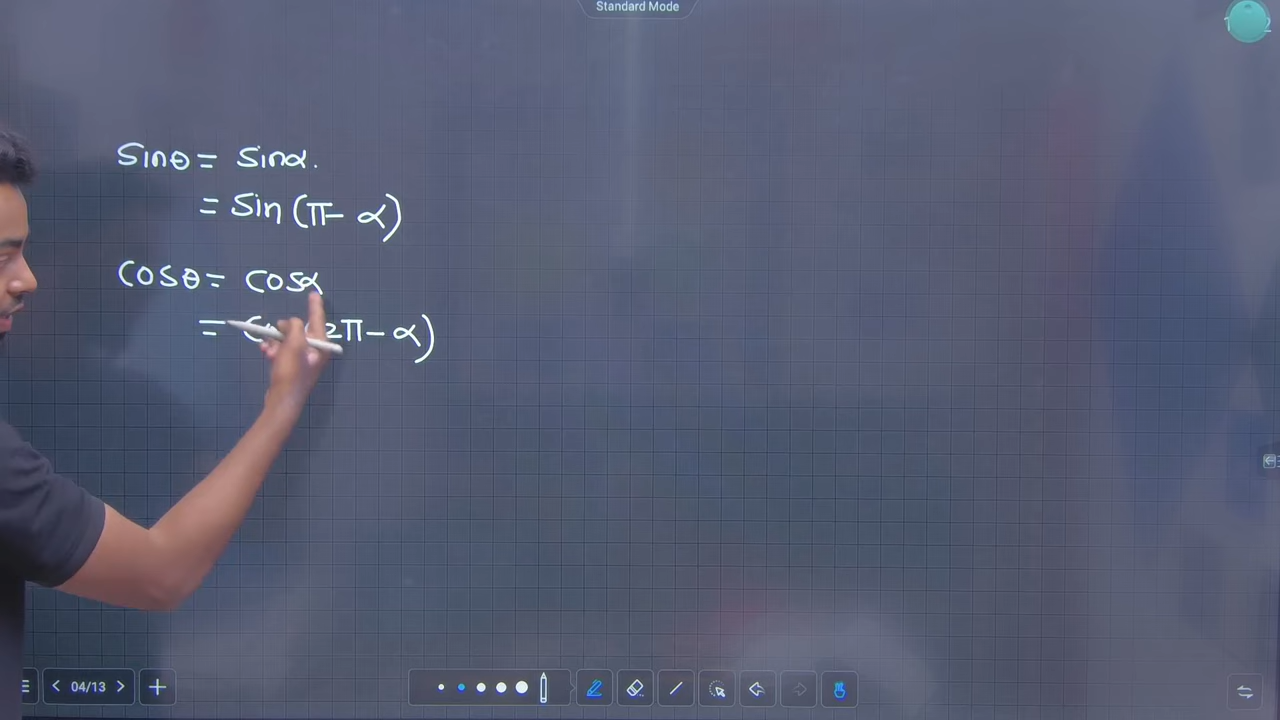 Standard Mode
Sinθ = Sinα.
= Sin (π - α)
Cosθ = Cosα
= 2π - α)
04/13